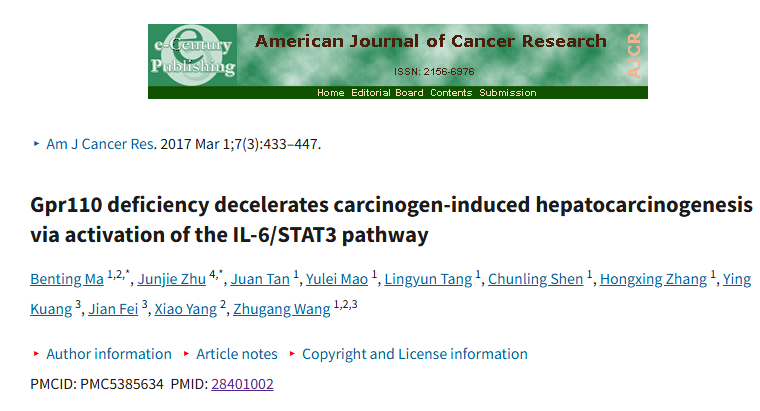 e-Century
Publishing
American Journal of Cancer Research
ISSN: 2156-6976
AJCR
Home Editorial Board Contents Submission
‣ Am J Cancer Res. 2017 Mar 1;7(3):433–447.
Gpr110 deficiency decelerates carcinogen-induced hepatocarcinogenesis
via activation of the IL-6/STAT3 pathway
Benting Ma 1,2,*, Junjie Zhu 4,*, Juan Tan 1, Yulei Mao 1, Lingyun Tang 1, Chunling Shen 1, Hongxing Zhang 1, Ying
Kuang 3, Jian Fei 3, Xiao Yang 2, Zhugang Wang 1,2,3
‣ Author information ‣ Article notes ‣ Copyright and License information
PMCID: PMC5385634 PMID: 28401002